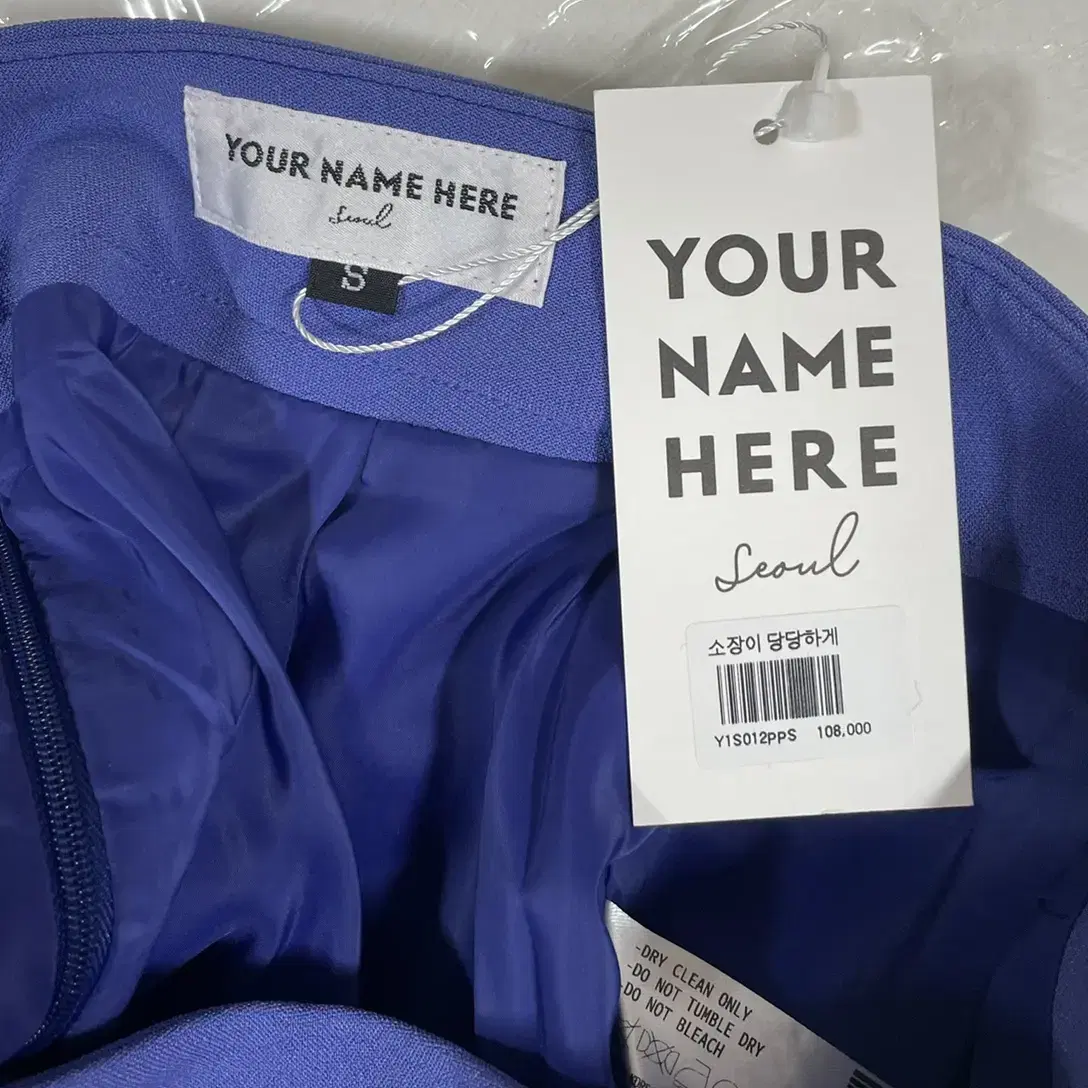 YOUR NAME HERE
Seoul
S
YOUR
NAME
HERE
Seoul
소장이 당당하게
Y1S012PPS 108,000
-DRY CLEAN ONLY
-DO NOT TUMBLE DRY
-DO NOT BLEACH